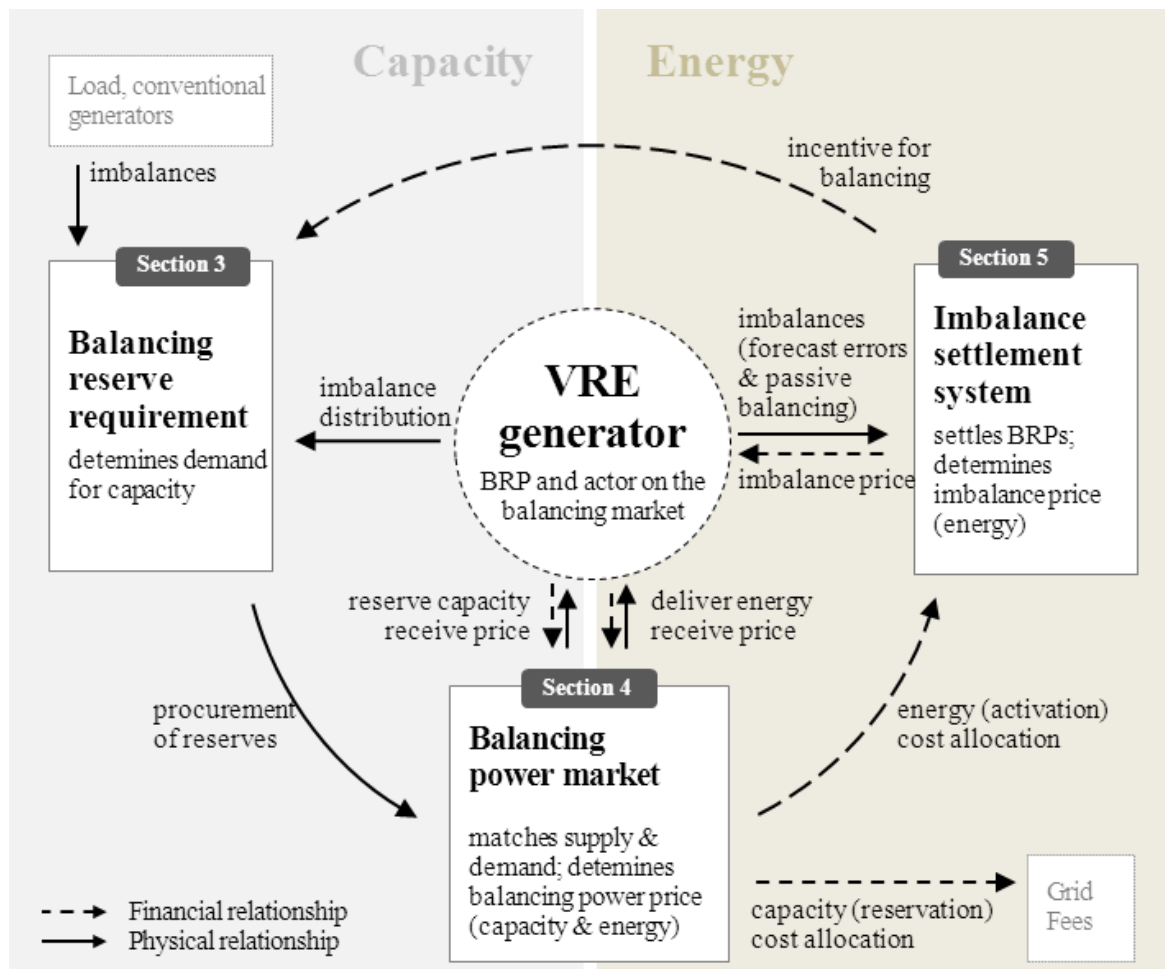 Capacity
Energy
Load, conventional
generators
imbalances
incentive for
balancing
Section 3
Balancing
reserve
requirement
detemines demand
for capacity
imbalance
distribution
VRE
generator
BRP and actor on the
balancing market
imbalances
(forecast errors
& passive
balancing)
imbalance price
Section 5
Imbalance
settlement
system
settles BRPs;
determines
imbalance price
(energy)
reserve capacity
receive price
deliver energy
receive price
procurement
of reserves
Section 4
Balancing
power market
matches supply &
demand; detemines
balancing power price
(capacity & energy)
energy (activation)
cost allocation
capacity (reservation)
cost allocation
Grid
Fees
Financial relationship
Physical relationship